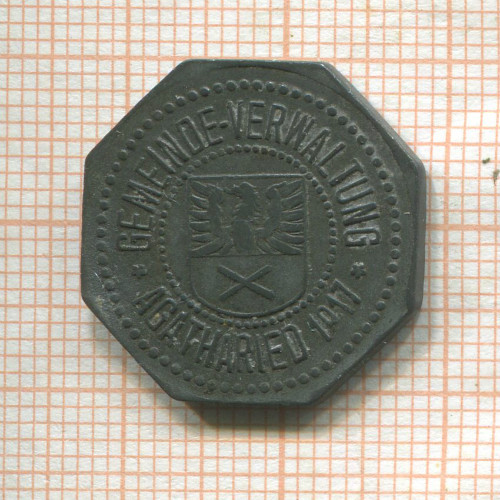 GEMEINDE-VERWALTUNG
* AGATHARIED 1917 *